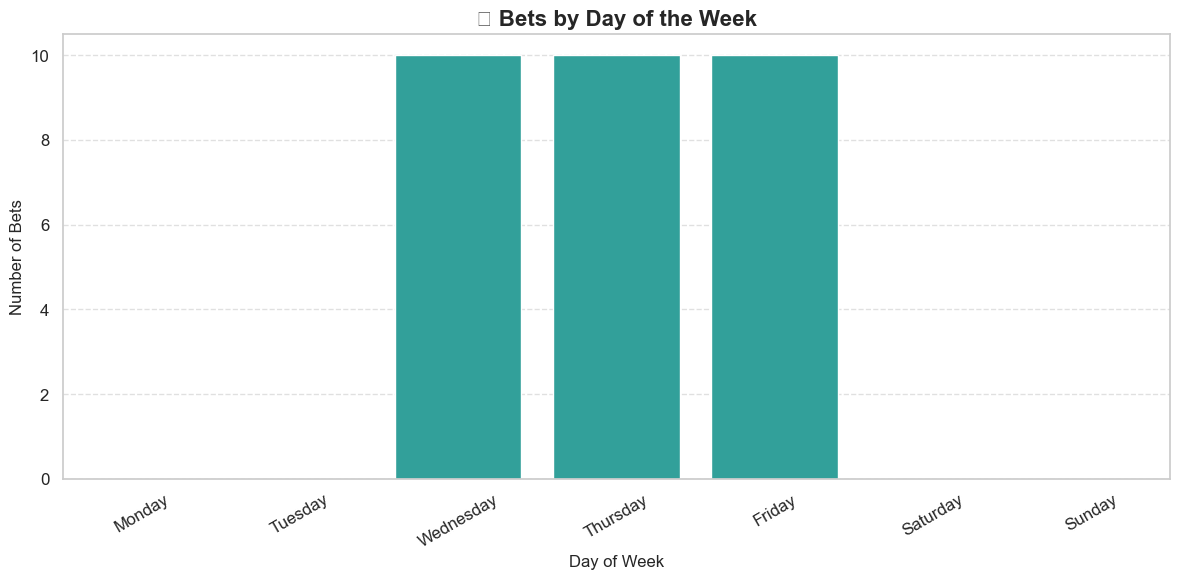 Bets by Day of the Week
Number of Bets
10
8
6
4
2
0
Monday
Tuesday
Wednesday
Thursday
Friday
Saturday
Sunday
Day of Week